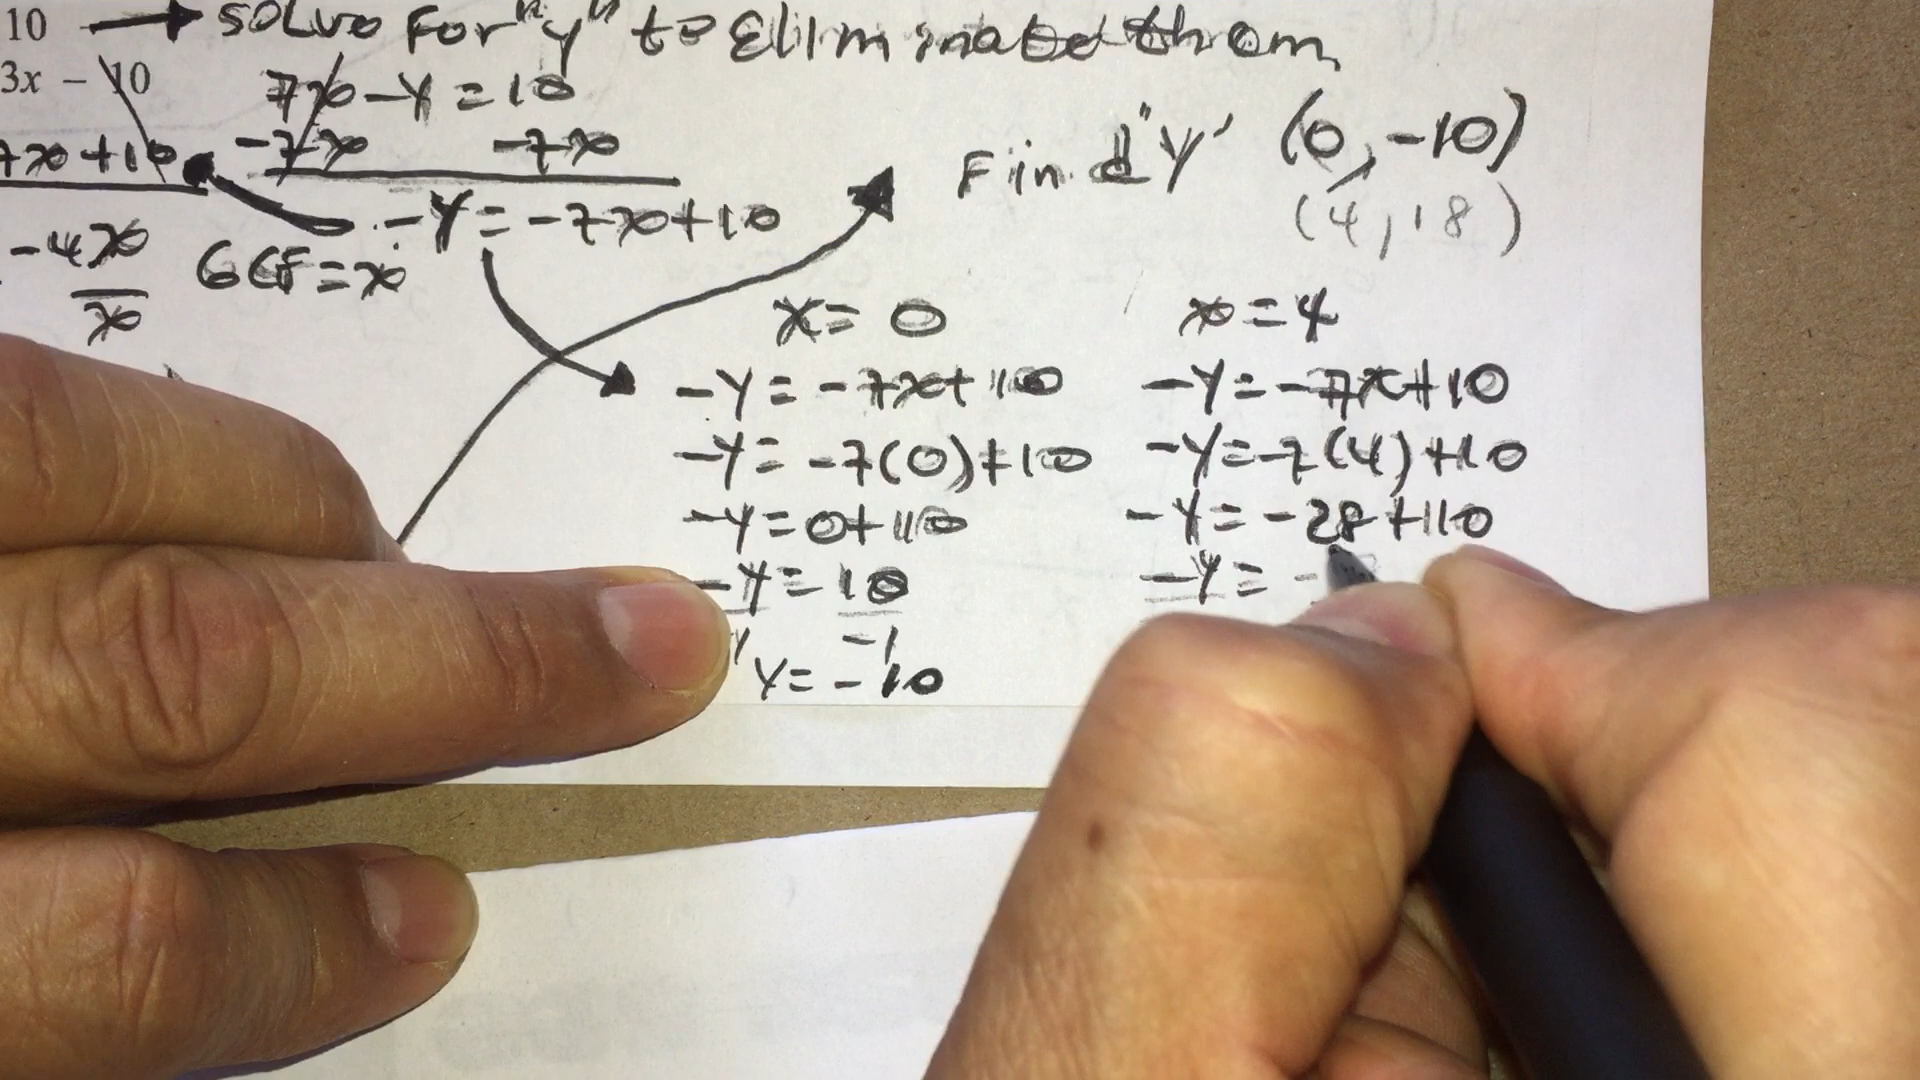 10 → solve for "y" to Eliminate them
3x − 10
7x − y = 10
7x + 10 −7x −7x
−y = −7x + 10
−4x
x
GCF = x
Find "y" (0, −10)
(4, 18)
x = 0
−y = −7x + 10
−y = −7(0) + 10
−y = 0 + 10
−y = 10
−1
y = −10
x = 4
−y = −7x + 10
−y = −7(4) + 10
−y = −28 + 10
−y = −